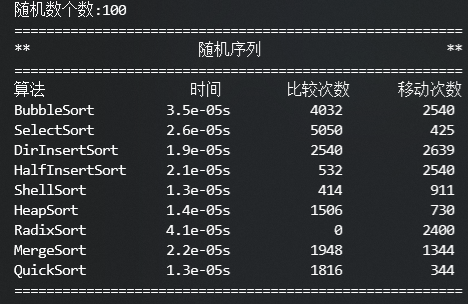 随机数个数:100
================================================================
** 随机序列 **
================================================================
算法 时间 比较次数 移动次数
BubbleSort 3.5e-05s 4032 2540
SelectSort 2.6e-05s 5050 425
DirInsertSort 1.9e-05s 2540 2639
HalfInsertSort 2.1e-05s 532 2540
ShellSort 1.3e-05s 414 911
HeapSort 1.4e-05s 1506 730
RadixSort 4.1e-05s 0 2400
MergeSort 2.2e-05s 1948 1344
QuickSort 1.3e-05s 1816 344
================================================================